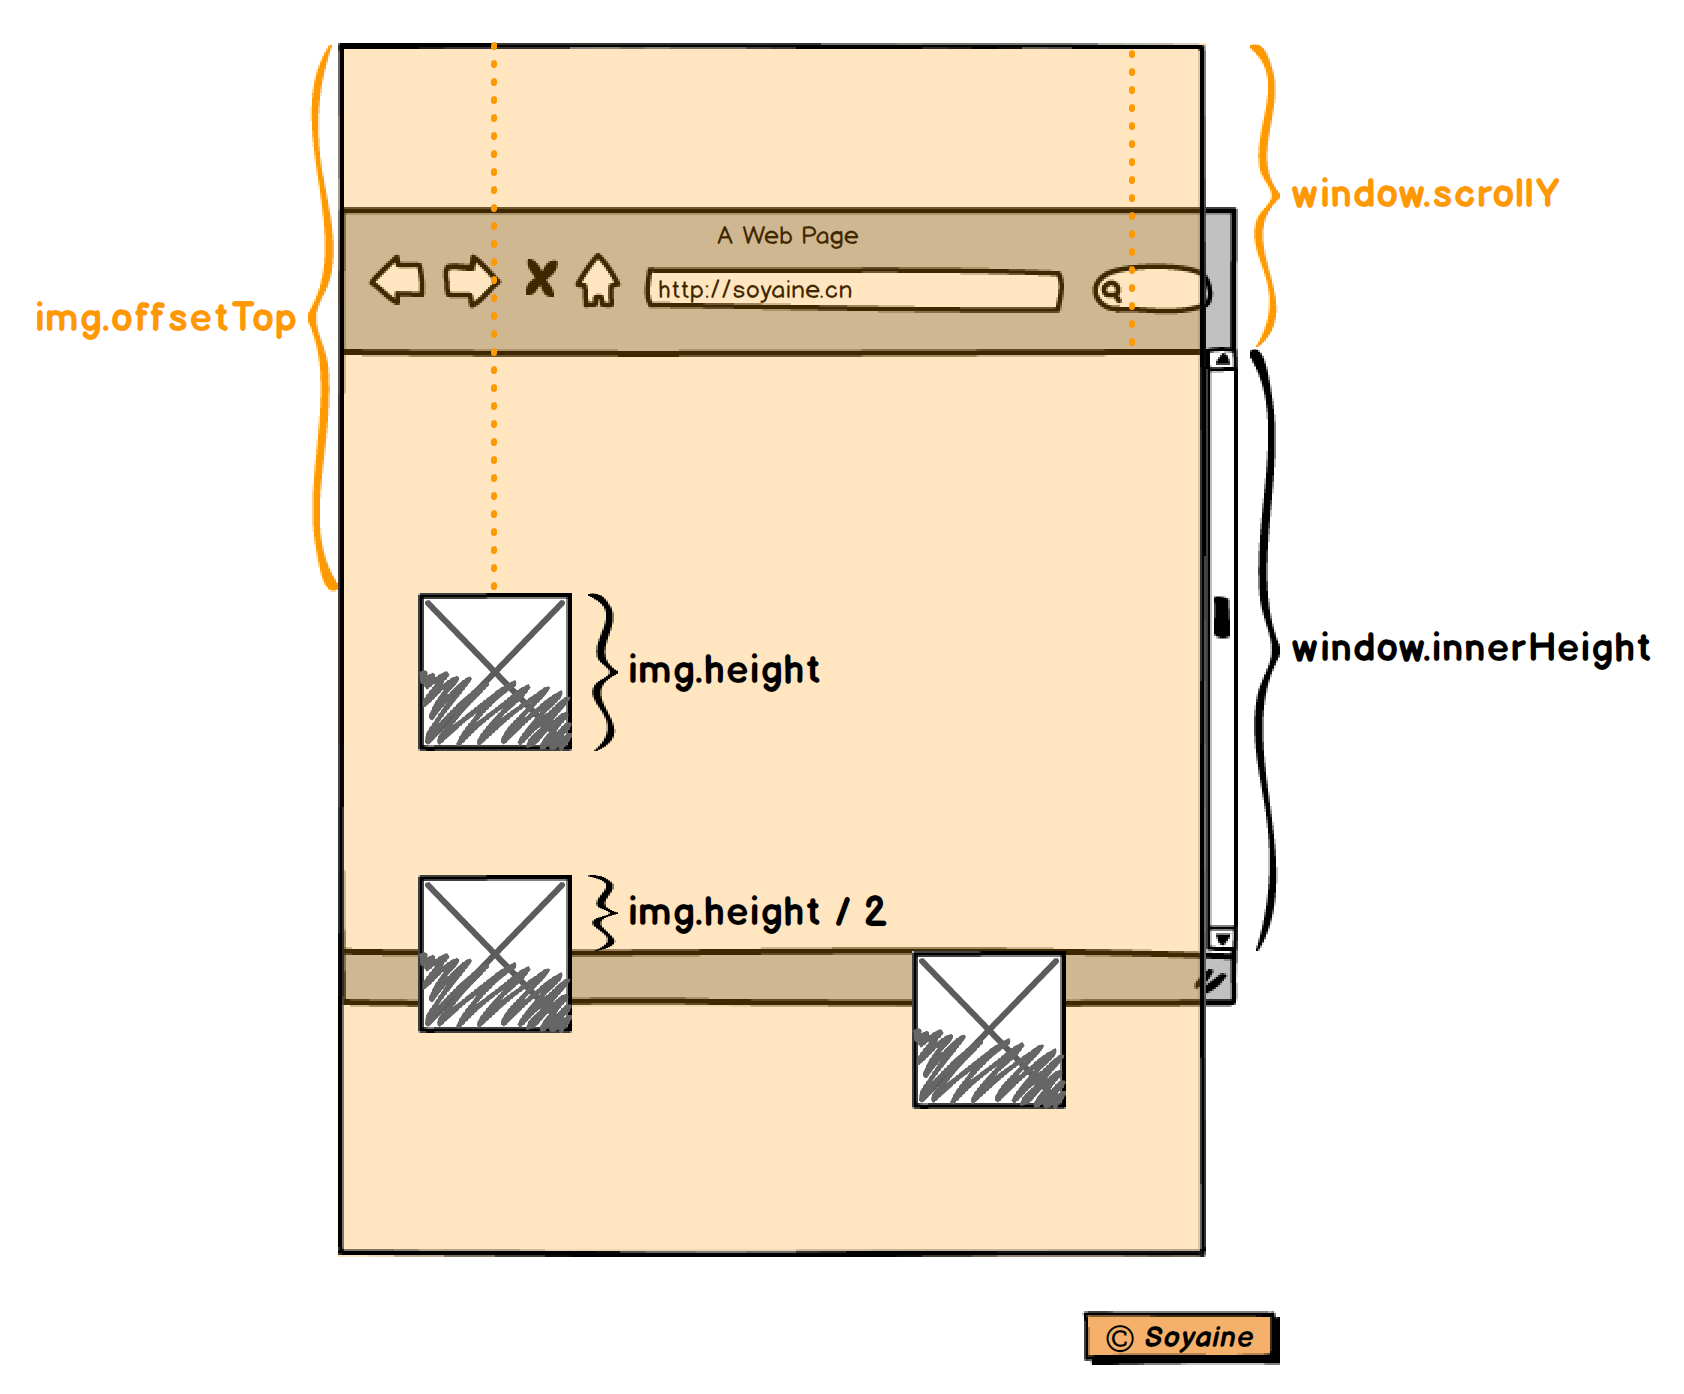 window.scrollY
A Web Page
http://soyaine.cn
img.offsetTop
window.innerHeight
img.height
img.height / 2
© Soyaine